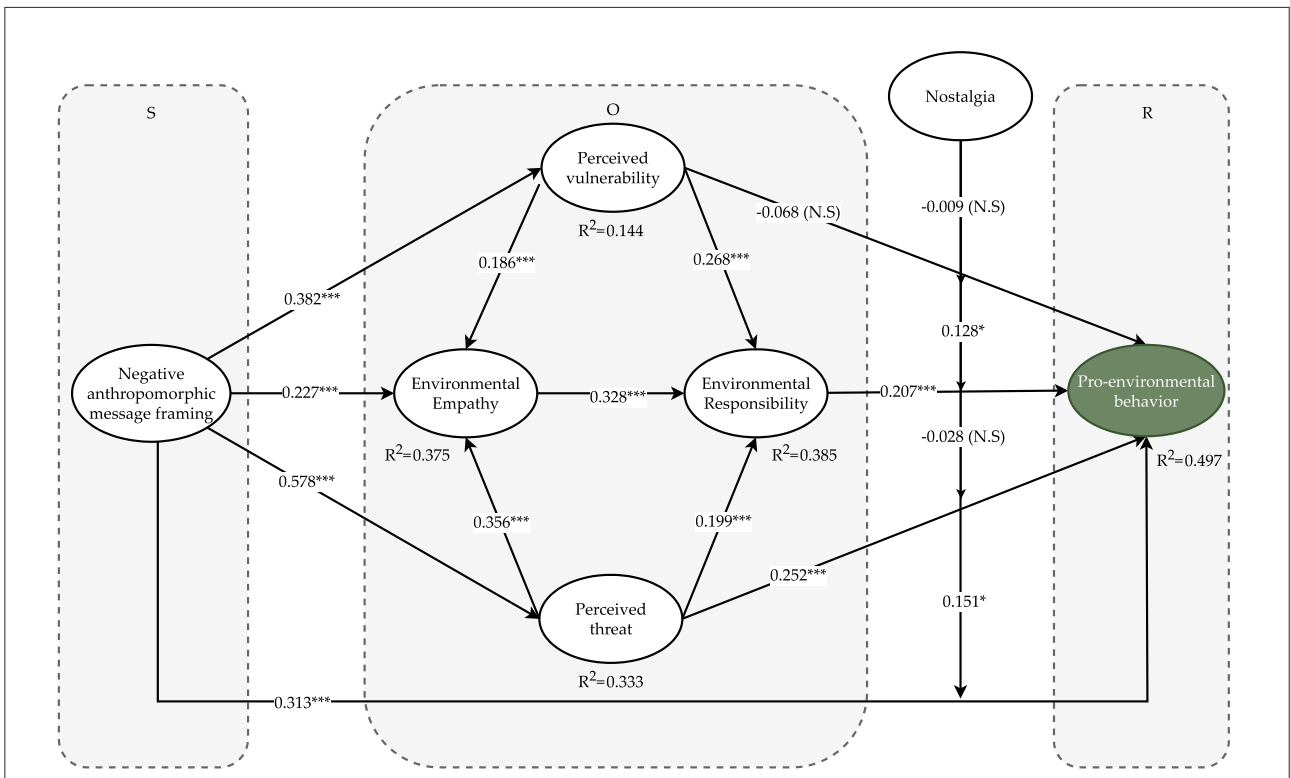 S
O
R
Nostalgia
Perceived
vulnerability
R²=0.144
-0.068 (N.S)
-0.009 (N.S)
0.186***
0.268***
0.382***
0.128*
Negative
anthropomorphic
message framing
0.227***
Environmental
Empathy
R²=0.375
0.328***
Environmental
Responsibility
R²=0.385
0.207***
Pro-environmental
behavior
R²=0.497
-0.028 (N.S)
0.578***
0.356***
0.199***
0.252***
0.151*
Perceived
threat
R²=0.333
0.313***